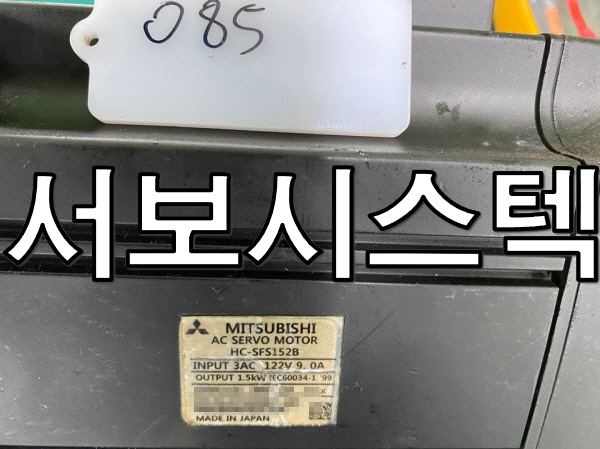 085
서보시스텍
MITSUBISHI
AC SERVO MOTOR
HC-SFS152B
INPUT 3AC 122V 9.0A
OUTPUT 1.5kW IEC60034-1 '99
MADE IN JAPAN